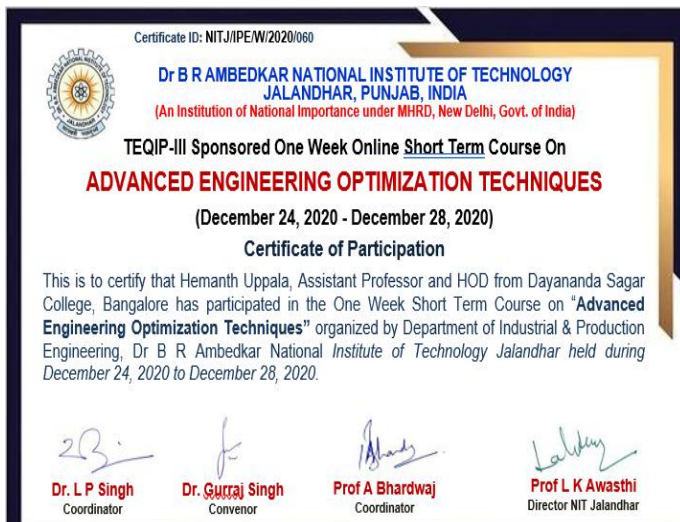 Certificate ID: NITJ/IPE/W/2020/060
Dr B R AMBEDKAR NATIONAL INSTITUTE OF TECHNOLOGY
JALANDHAR, PUNJAB, INDIA
(An Institution of National Importance under MHRD, New Delhi, Govt. of India)
TEQIP-III Sponsored One Week Online Short Term Course On
ADVANCED ENGINEERING OPTIMIZATION TECHNIQUES
(December 24, 2020 - December 28, 2020)
Certificate of Participation
This is to certify that Hemanth Uppala, Assistant Professor and HOD from Dayananda Sagar
College, Bangalore has participated in the One Week Short Term Course on “Advanced
Engineering Optimization Techniques” organized by Department of Industrial & Production
Engineering, Dr B R Ambedkar National Institute of Technology Jalandhar held during
December 24, 2020 to December 28, 2020.
Dr. L P Singh
Coordinator
Dr. Gurraj Singh
Convenor
Prof A Bhardwaj
Coordinator
Prof L K Awasthi
Director NIT Jalandhar